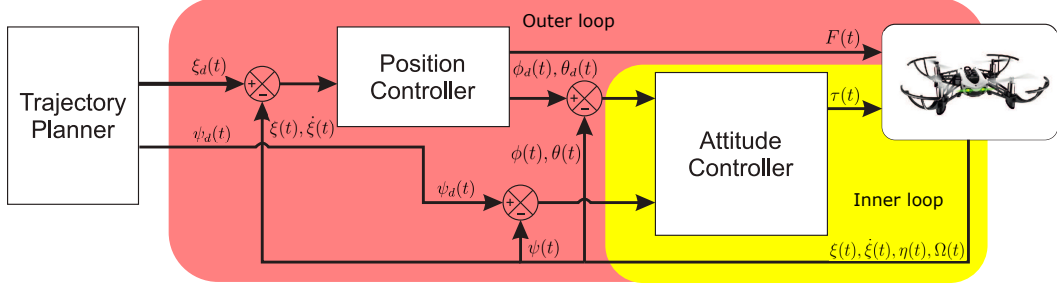 Outer loop
Trajectory
Planner
ξ_d(t)
ψ_d(t)
Position
Controller
F(t)
ϕ_d(t), θ_d(t)
τ(t)
ξ(t), ξ̇(t)
ϕ(t), θ(t)
Attitude
Controller
ψ_d(t)
Inner loop
ψ(t)
ξ(t), ξ̇(t), η(t), Ω(t)